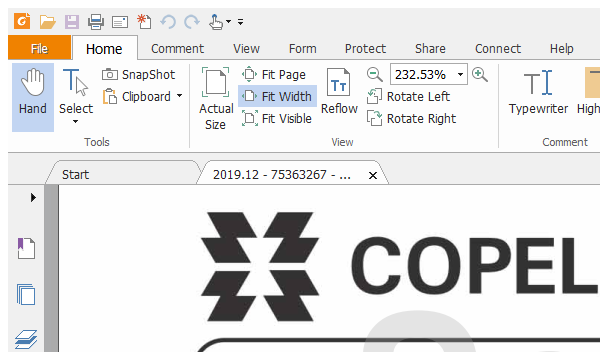 File Home Comment View Form Protect Share Connect Help
Hand
Select
SnapShot
Clipboard
Tools
Actual Size
Fit Page
Fit Width
Fit Visible
Reflow
232.53%
Rotate Left
Rotate Right
View
Typewriter High
Comment
Start 2019.12 - 75363267 - ...
COPEL